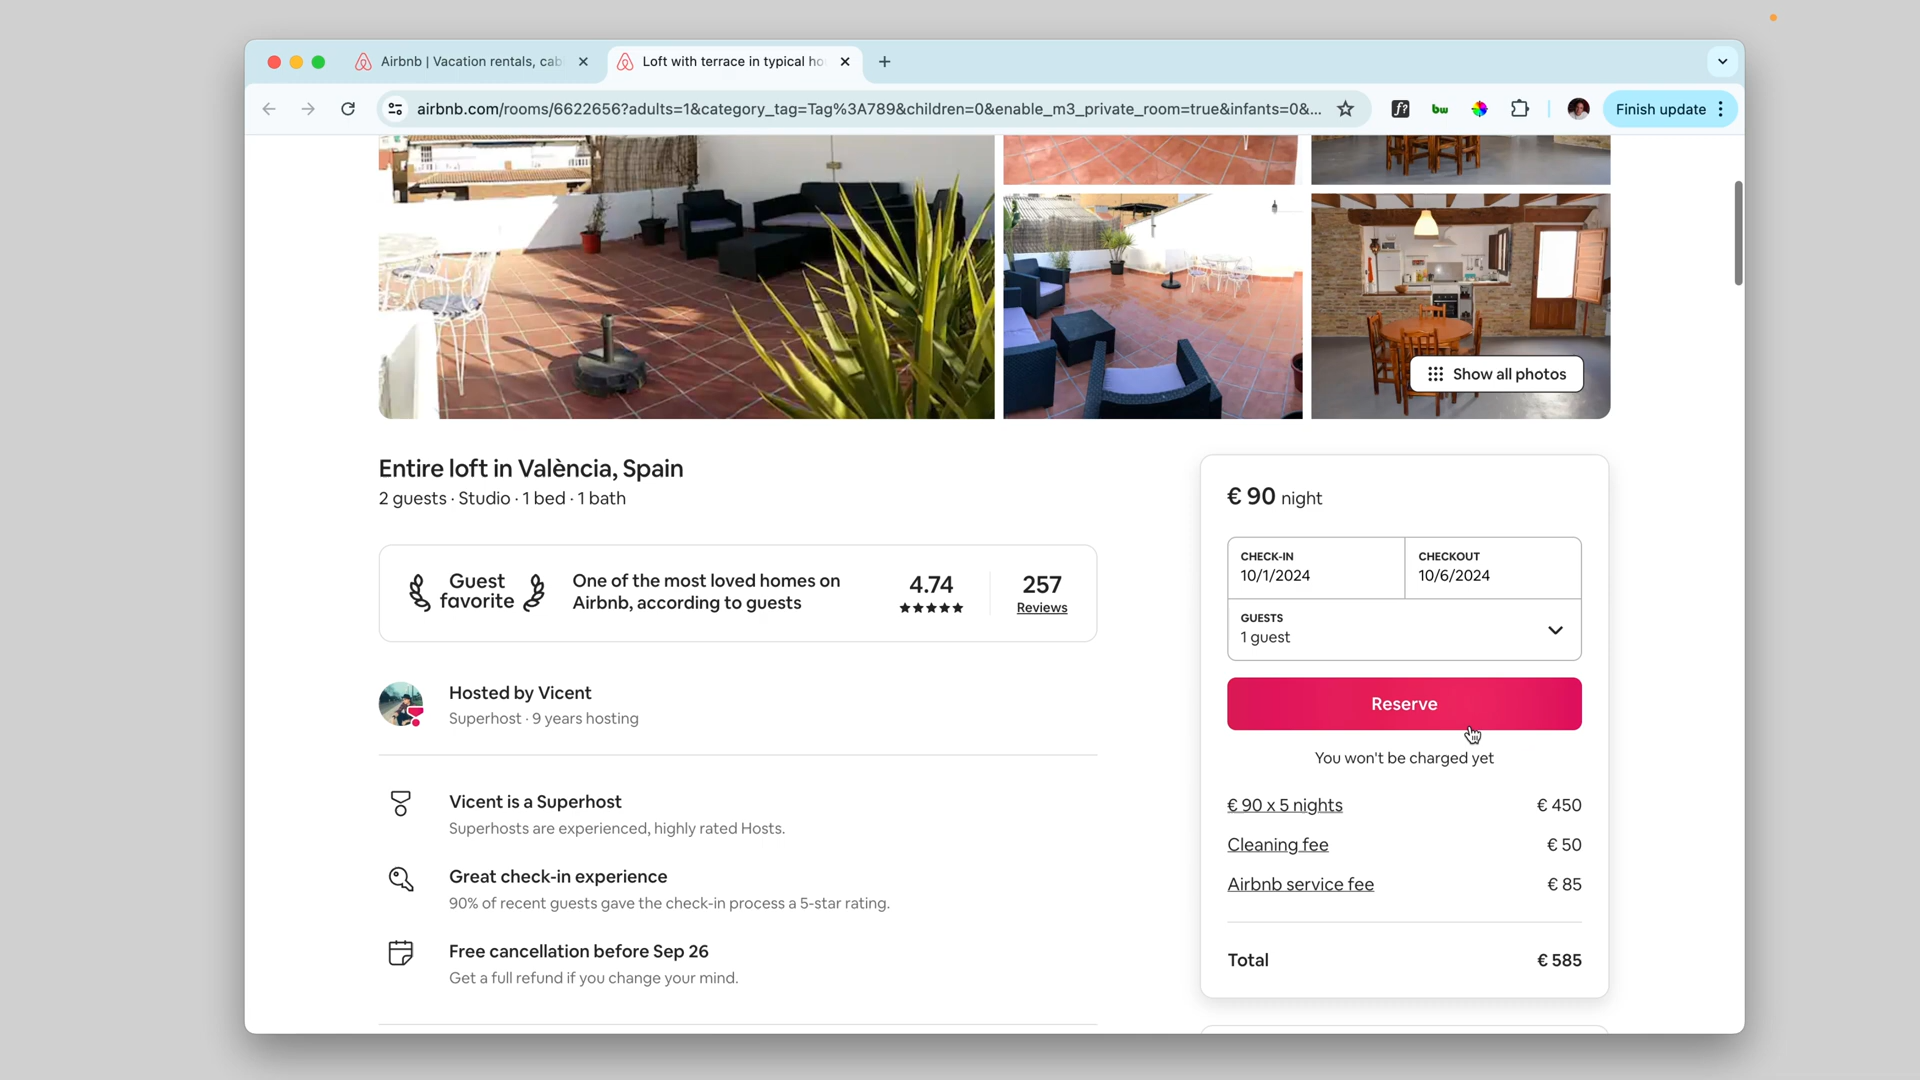 Airbnb | Vacation rentals, cab
Loft with terrace in typical ho
airbnb.com/rooms/6622656?adults=1&category_tag=Tag%3A789&children=0&enable_m3_private_room=true&infants=0&...
f?
bw
Finish update
Show all photos
Entire loft in València, Spain
2 guests · Studio · 1 bed · 1 bath
Guest
favorite
One of the most loved homes on
Airbnb, according to guests
4.74
★★★★★
257
Reviews
Hosted by Vicent
Superhost · 9 years hosting
Vicent is a Superhost
Superhosts are experienced, highly rated Hosts.
Great check-in experience
90% of recent guests gave the check-in process a 5-star rating.
Free cancellation before Sep 26
Get a full refund if you change your mind.
€ 90 night
CHECK-IN
10/1/2024
CHECKOUT
10/6/2024
GUESTS
1 guest
Reserve
You won't be charged yet
€ 90 x 5 nights € 450
Cleaning fee € 50
Airbnb service fee € 85
Total € 585